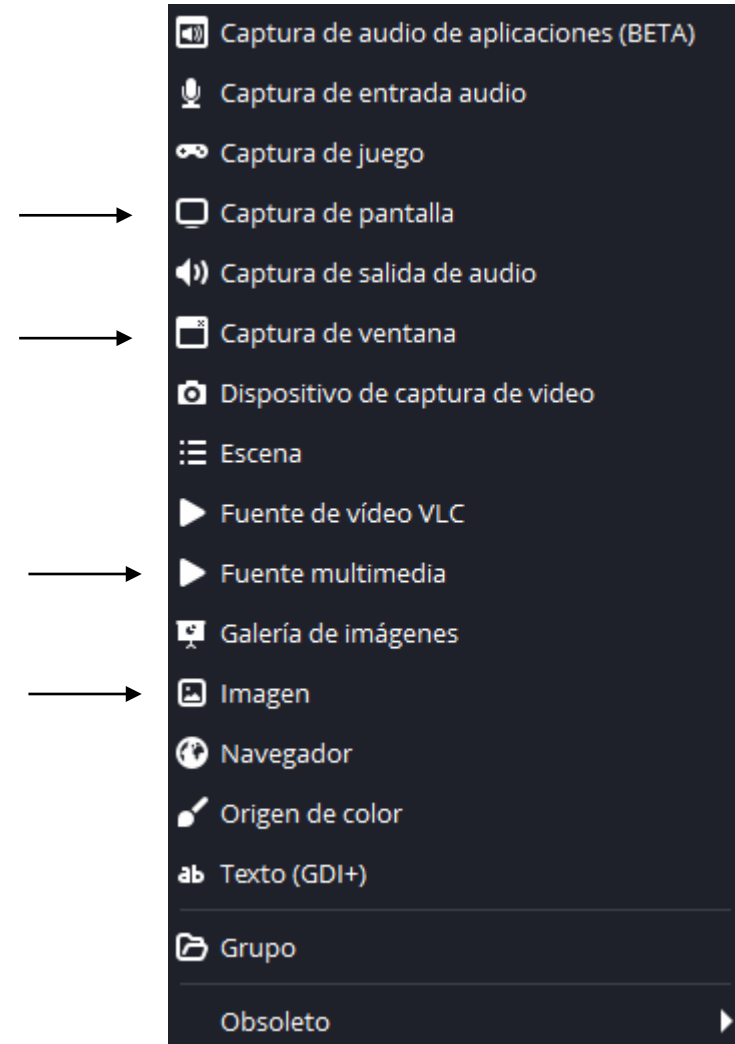 Captura de audio de aplicaciones (BETA)
Captura de entrada audio
Captura de juego
Captura de pantalla
Captura de salida de audio
Captura de ventana
Dispositivo de captura de video
Escena
Fuente de vídeo VLC
Fuente multimedia
Galería de imágenes
Imagen
Navegador
Origen de color
ab Texto (GDI+)
Grupo
Obsoleto